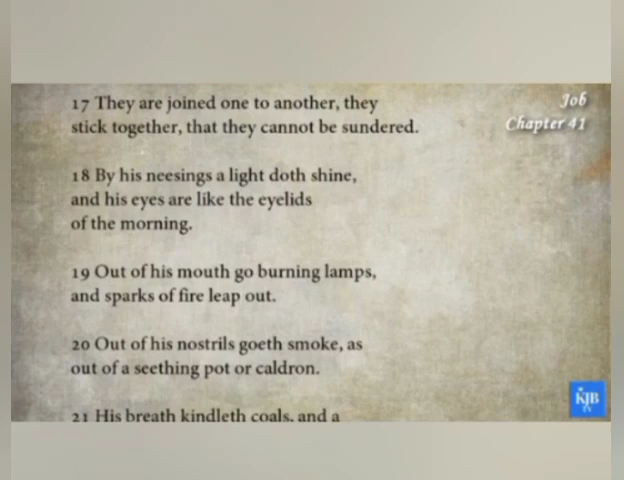 17 They are joined one to another, they
stick together, that they cannot be sundered.
18 By his neesings a light doth shine,
and his eyes are like the eyelids
of the morning.
19 Out of his mouth go burning lamps,
and sparks of fire leap out.
20 Out of his nostrils goeth smoke, as
out of a seething pot or caldron.
21 His breath kindleth coals, and a
Job
Chapter 41
KJB
TV